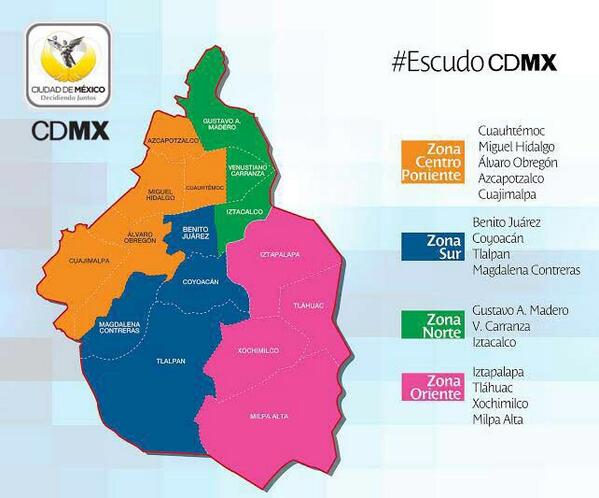 CIUDAD DE MÉXICO
Decidiendo Juntos
CDMX
#Escudo CDMX
GUSTAVO A.
MADERO
AZCAPOTZALCO
VENUSTIANO
CARRANZA
MIGUEL
HIDALGO
CUAUHTÉMOC
IZTACALCO
BENITO
JUÁREZ
ÁLVARO
OBREGÓN
IZTAPALAPA
CUAJIMALPA
COYOACÁN
TLÁHUAC
MAGDALENA
CONTRERAS
TLALPAN
XOCHIMILCO
MILPA ALTA
Zona
Centro
Poniente
Cuauhtémoc
Miguel Hidalgo
Álvaro Obregón
Azcapotzalco
Cuajimalpa
Zona
Sur
Benito Juárez
Coyoacán
Tlalpan
Magdalena Contreras
Zona
Norte
Gustavo A. Madero
V. Carranza
Iztacalco
Zona
Oriente
Iztapalapa
Tláhuac
Xochimilco
Milpa Alta